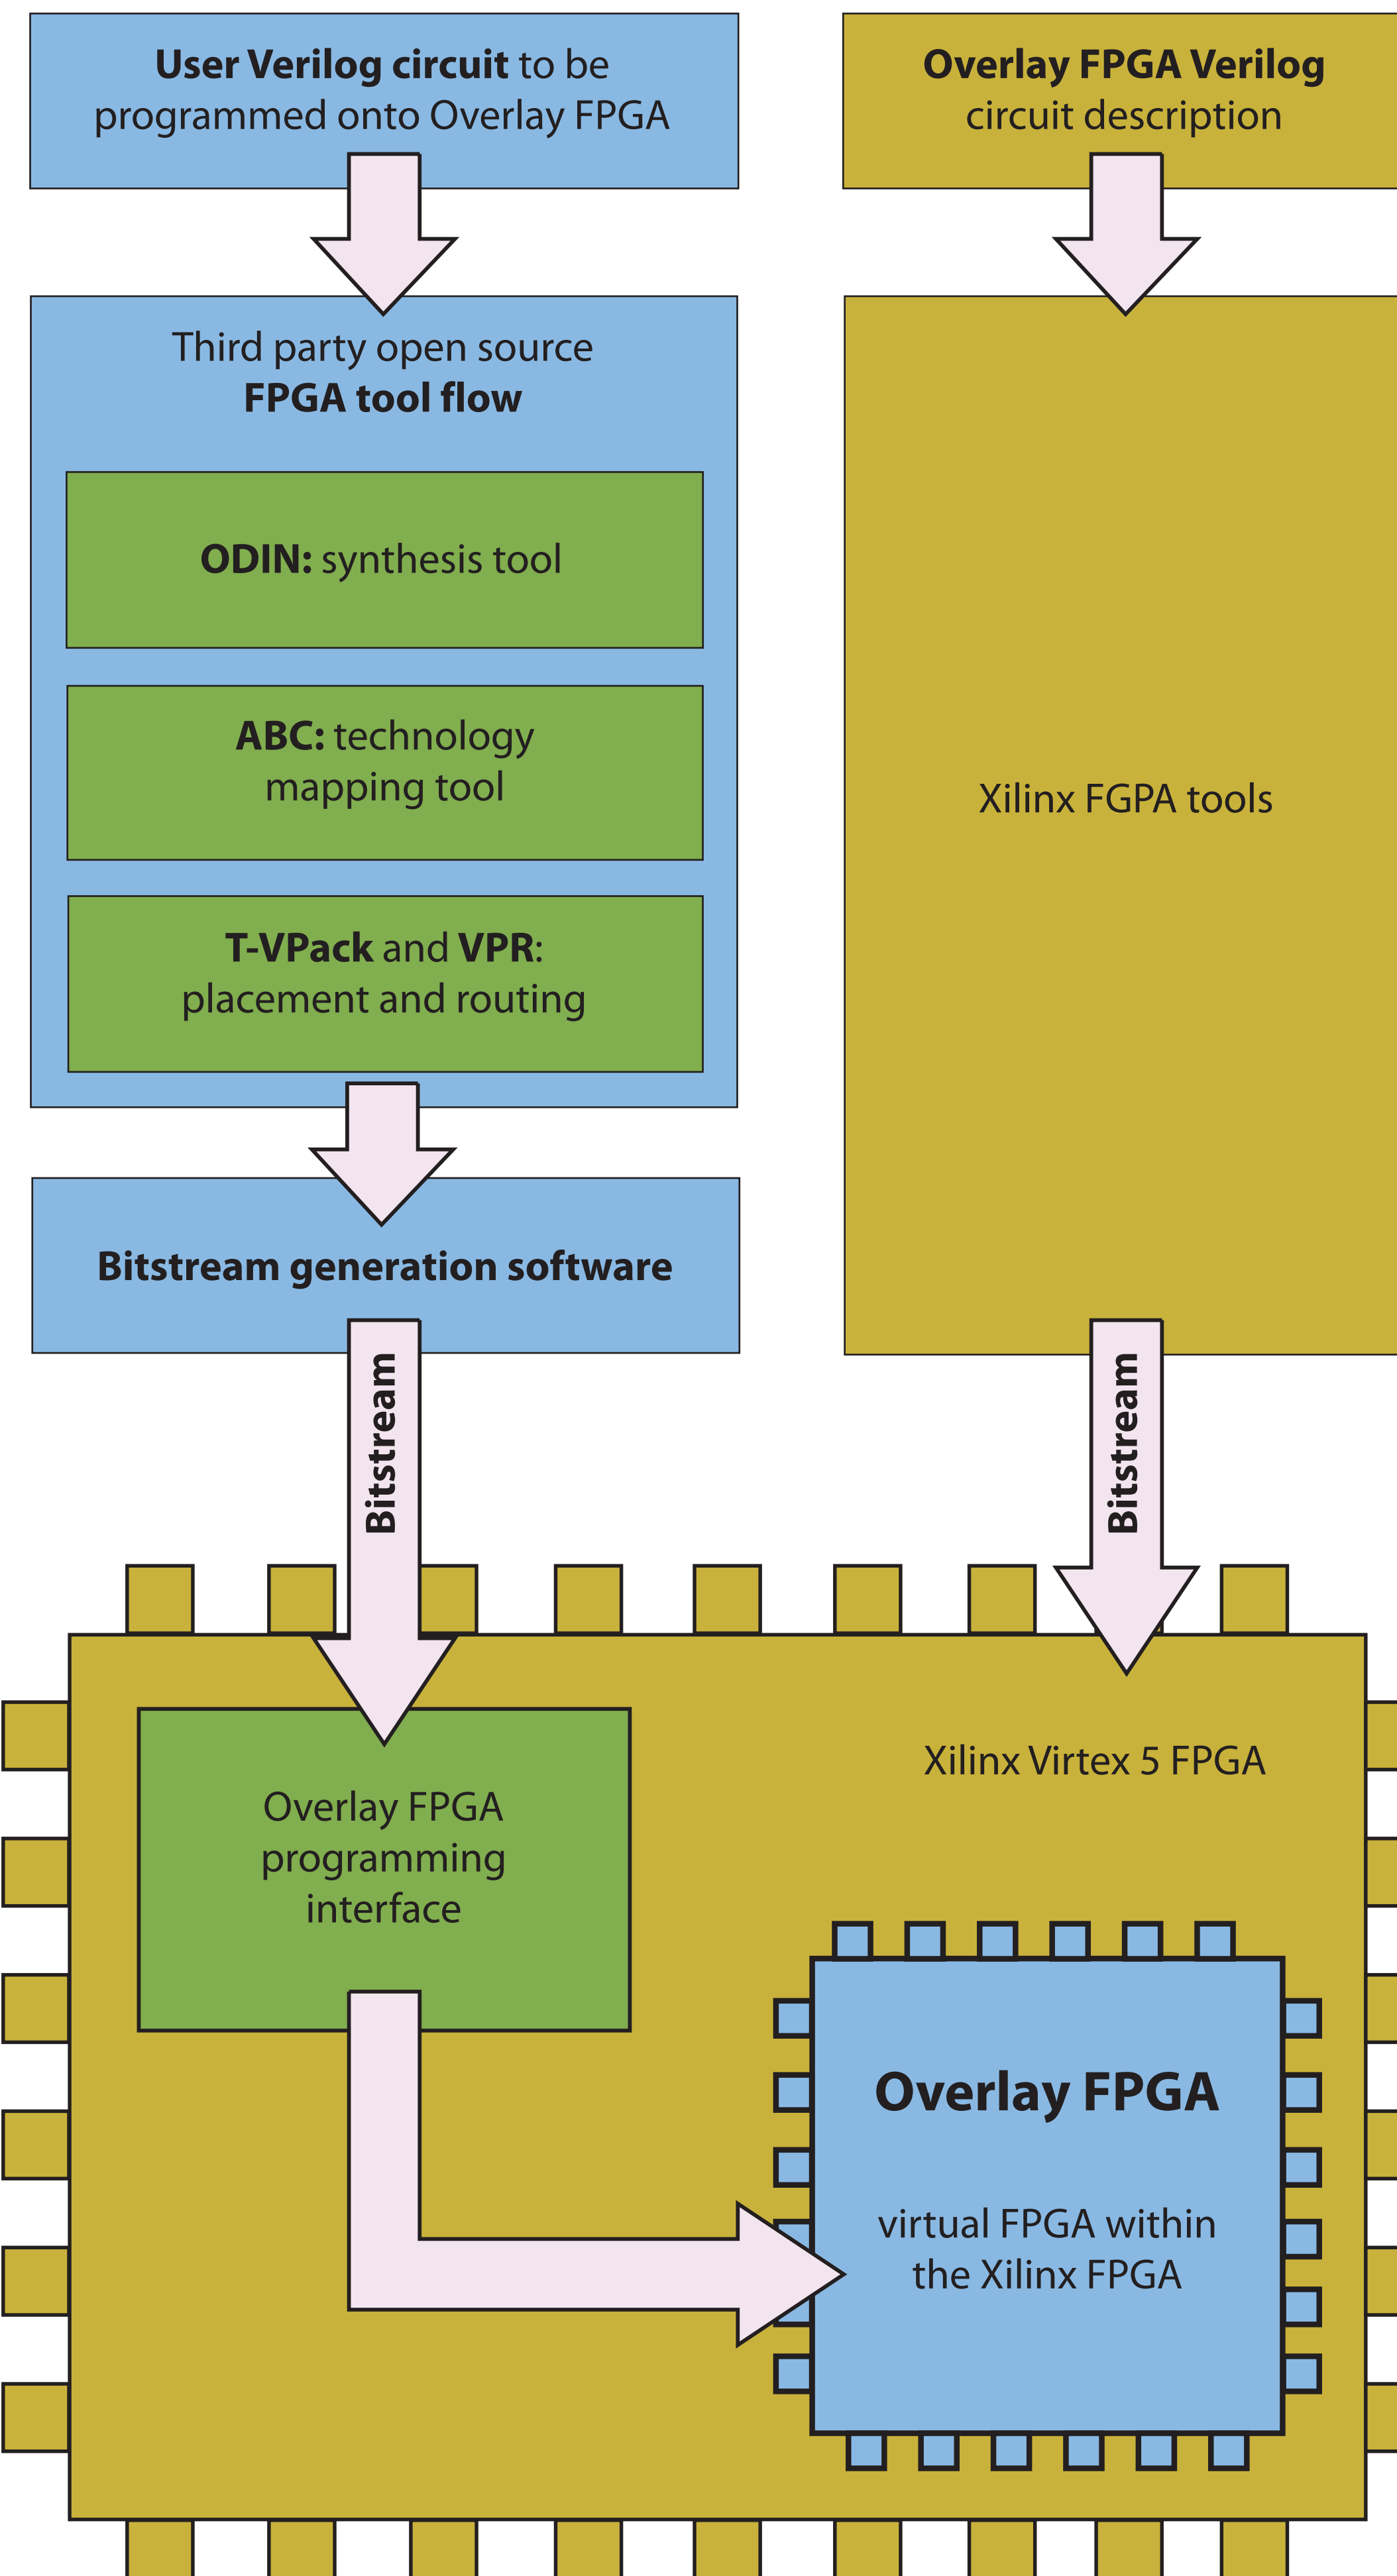 User Verilog circuit to be
programmed onto Overlay FPGA
Overlay FPGA Verilog
circuit description
Third party open source
FPGA tool flow
ODIN: synthesis tool
ABC: technology
mapping tool
T-VPack and VPR:
placement and routing
Xilinx FGPA tools
Bitstream generation software
Bitstream
Bitstream
Xilinx Virtex 5 FPGA
Overlay FPGA
programming
interface
Overlay FPGA
virtual FPGA within
the Xilinx FPGA